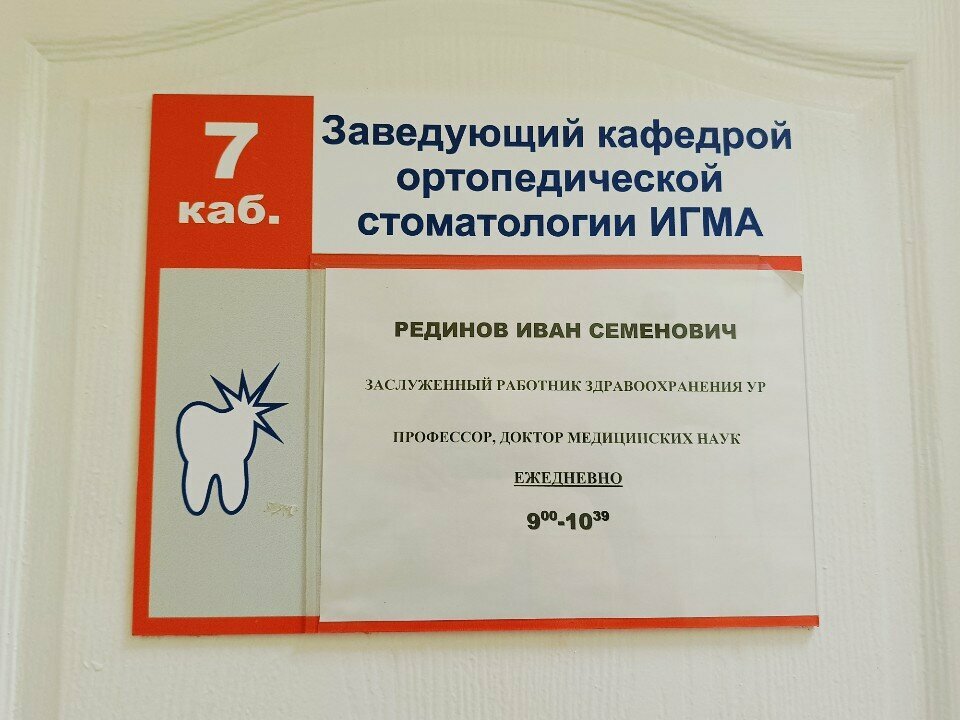 7
каб.
Заведующий кафедрой
ортопедической
стоматологии ИГМА
РЕДИНОВ ИВАН СЕМЕНОВИЧ
ЗАСЛУЖЕННЫЙ РАБОТНИК ЗДРАВООХРАНЕНИЯ УР
ПРОФЕССОР, ДОКТОР МЕДИЦИНСКИХ НАУК
ЕЖЕДНЕВНО
9⁰⁰-10³⁹